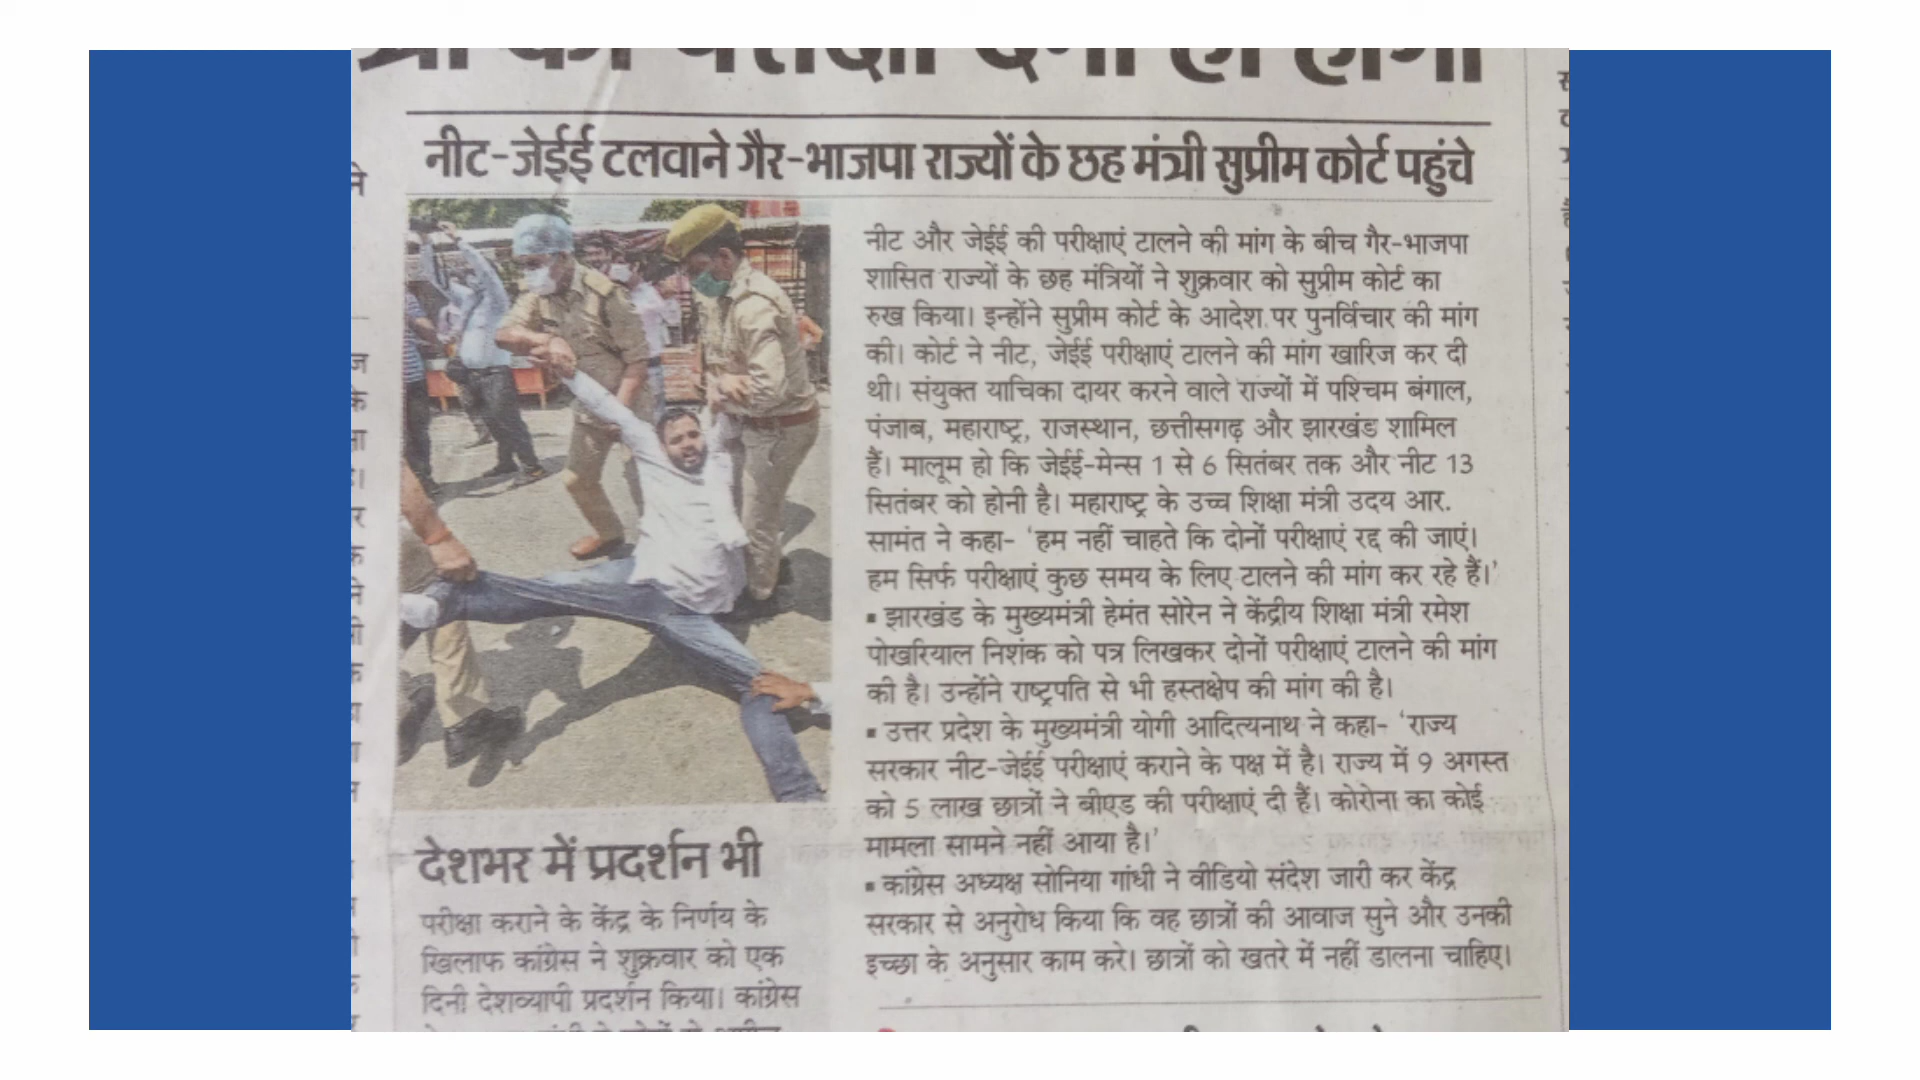 की परीक्षा देनी ही होगी
नीट-जेईई टलवाने गैर-भाजपा राज्यों के छह मंत्री सुप्रीम कोर्ट पहुंचे
नीट और जेईई की परीक्षाएं टालने की मांग के बीच गैर-भाजपा
शासित राज्यों के छह मंत्रियों ने शुक्रवार को सुप्रीम कोर्ट का
रुख किया। इन्होंने सुप्रीम कोर्ट के आदेश पर पुनर्विचार की मांग
की। कोर्ट ने नीट, जेईई परीक्षाएं टालने की मांग खारिज कर दी
थी। संयुक्त याचिका दायर करने वाले राज्यों में पश्चिम बंगाल,
पंजाब, महाराष्ट्र, राजस्थान, छत्तीसगढ़ और झारखंड शामिल
हैं। मालूम हो कि जेईई-मेन्स 1 से 6 सितंबर तक और नीट 13
सितंबर को होनी है। महाराष्ट्र के उच्च शिक्षा मंत्री उदय आर.
सामंत ने कहा- 'हम नहीं चाहते कि दोनों परीक्षाएं रद्द की जाएं।
हम सिर्फ परीक्षाएं कुछ समय के लिए टालने की मांग कर रहे हैं।'
▪ झारखंड के मुख्यमंत्री हेमंत सोरेन ने केंद्रीय शिक्षा मंत्री रमेश
पोखरियाल निशंक को पत्र लिखकर दोनों परीक्षाएं टालने की मांग
की है। उन्होंने राष्ट्रपति से भी हस्तक्षेप की मांग की है।
▪ उत्तर प्रदेश के मुख्यमंत्री योगी आदित्यनाथ ने कहा- 'राज्य
सरकार नीट-जेईई परीक्षाएं कराने के पक्ष में है। राज्य में 9 अगस्त
को 5 लाख छात्रों ने बीएड की परीक्षाएं दी हैं। कोरोना का कोई
मामला सामने नहीं आया है।'
▪ कांग्रेस अध्यक्ष सोनिया गांधी ने वीडियो संदेश जारी कर केंद्र
सरकार से अनुरोध किया कि वह छात्रों की आवाज सुने और उनकी
इच्छा के अनुसार काम करे। छात्रों को खतरे में नहीं डालना चाहिए।
देशभर में प्रदर्शन भी
परीक्षा कराने के केंद्र के निर्णय के
खिलाफ कांग्रेस ने शुक्रवार को एक
दिनी देशव्यापी प्रदर्शन किया। कांग्रेस